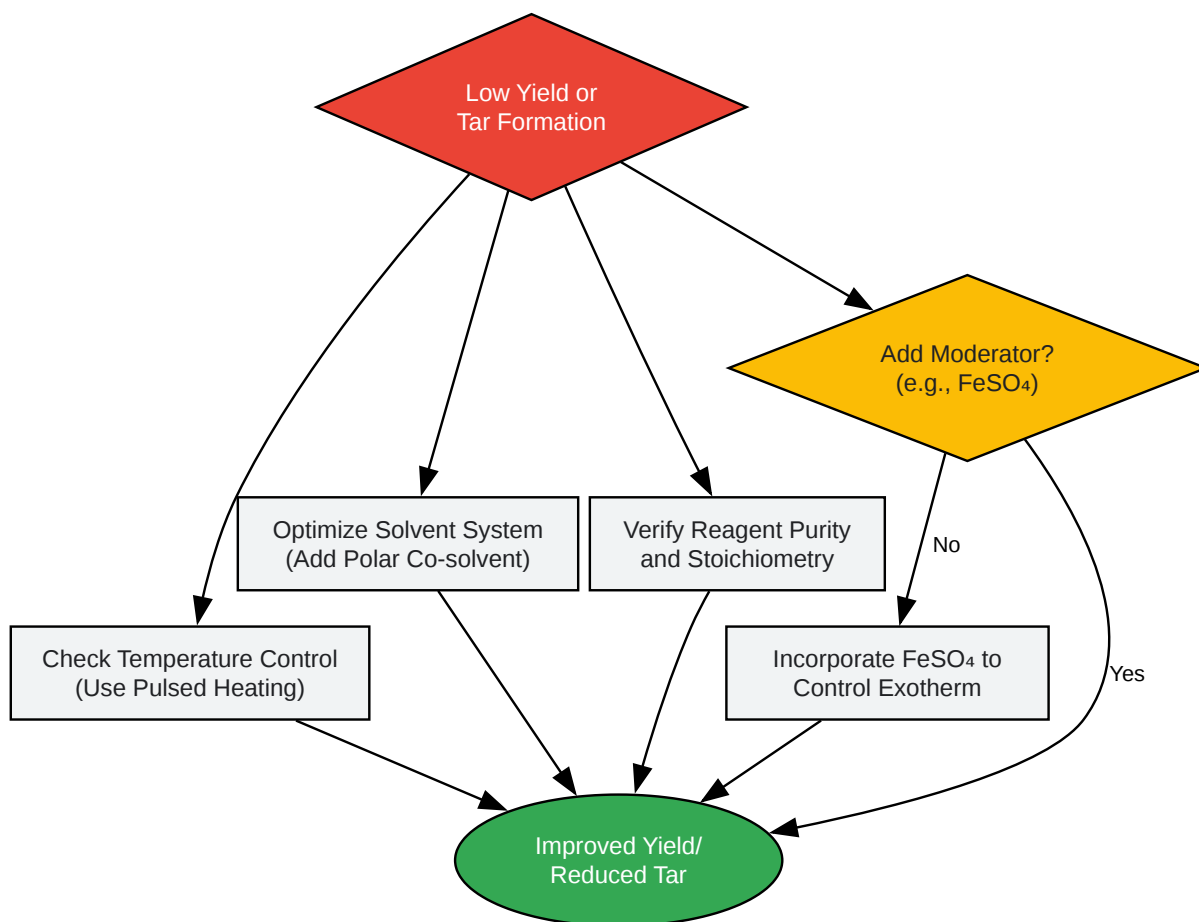 Low Yield or
Tar Formation
Add Moderator?
(e.g., FeSO₄)
Optimize Solvent System
(Add Polar Co-solvent)
Verify Reagent Purity
and Stoichiometry
No
Check Temperature Control
(Use Pulsed Heating)
Incorporate FeSO₄ to
Control Exotherm
Yes
Improved Yield/
Reduced Tar